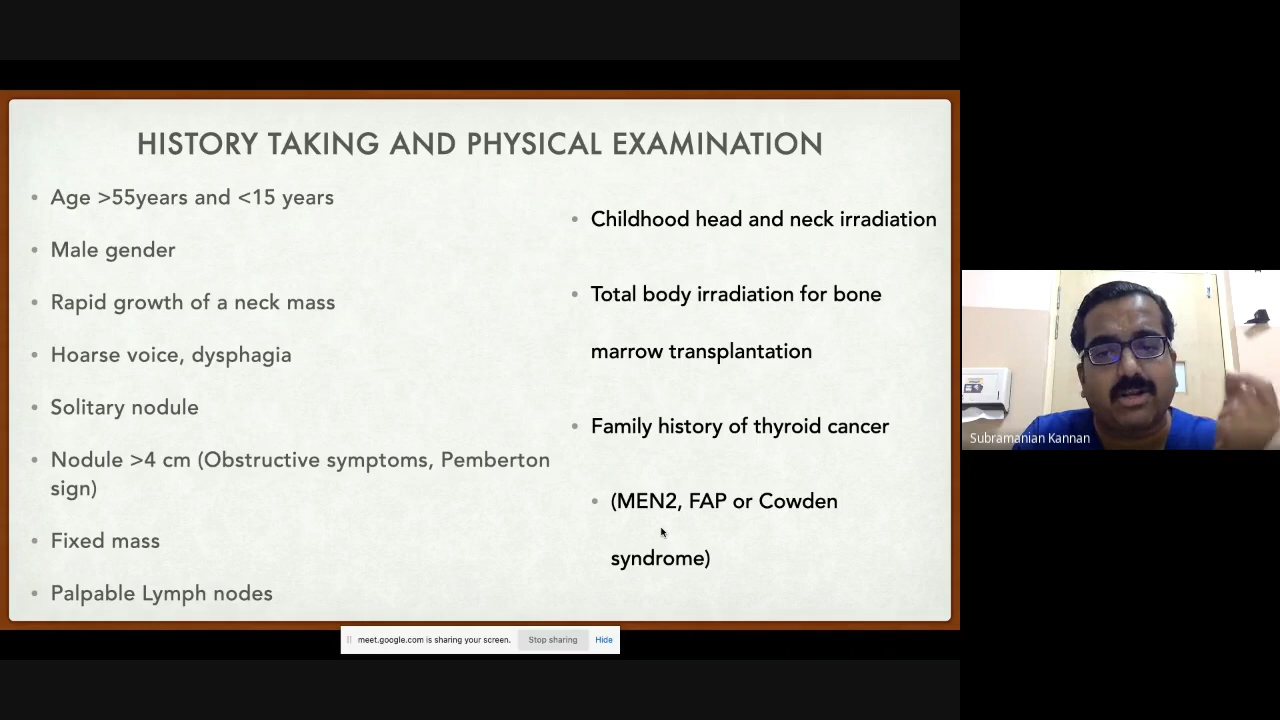 HISTORY TAKING AND PHYSICAL EXAMINATION
• Age >55years and <15 years
• Male gender
• Rapid growth of a neck mass
• Hoarse voice, dysphagia
• Solitary nodule
• Nodule >4 cm (Obstructive symptoms, Pemberton
sign)
• Fixed mass
• Palpable Lymph nodes
• Childhood head and neck irradiation
• Total body irradiation for bone
marrow transplantation
• Family history of thyroid cancer
• (MEN2, FAP or Cowden
syndrome)
Subramanian Kannan
meet.google.com is sharing your screen. Stop sharing Hide